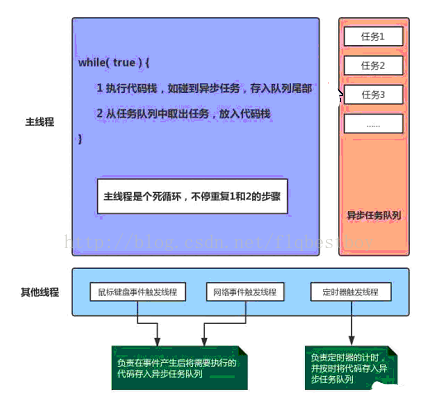 while( true ) {
1 执行代码栈，如碰到异步任务，存入队列尾部
2 从任务队列中取出任务，放入代码栈
}
主线程是个死循环，不停重复1和2的步骤
主线程
任务1
任务2
任务3
......
异步任务队列
http://blog.csdn.net/
其他线程
鼠标键盘事件触发线程
网络事件触发线程
定时器触发线程
负责在事件产生后将需要执行的
代码存入异步任务队列
负责定时器的计时，
并按时将代码存入异
步任务队列